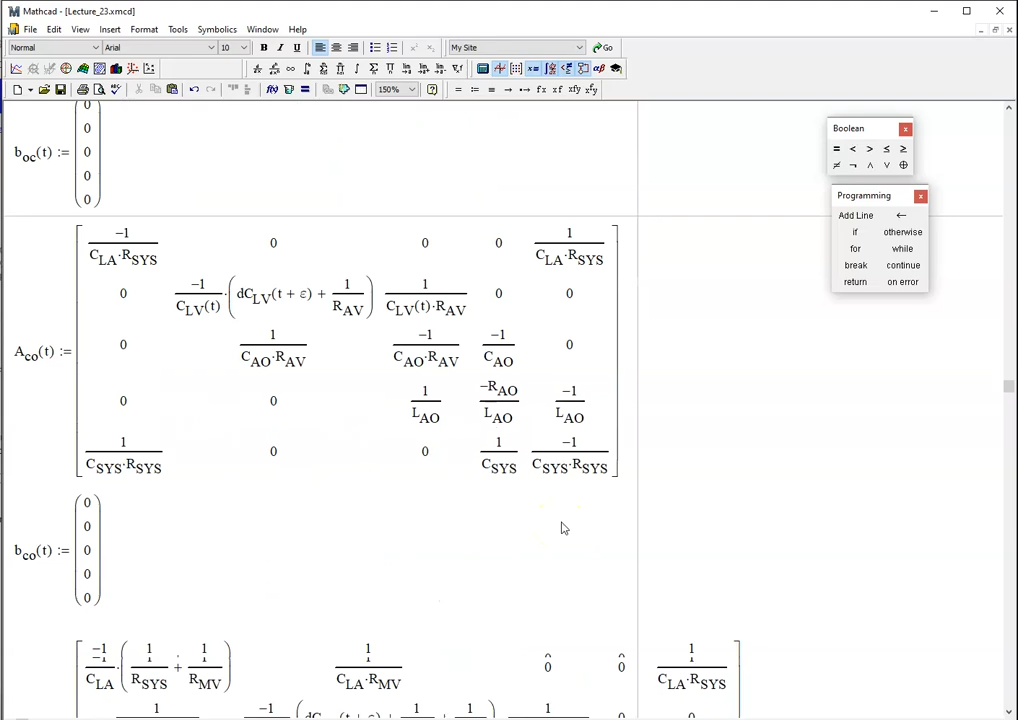 Mathcad - [Lecture_23.xmcd]
File Edit View Insert Format Tools Symbolics Window Help
Normal Arial 10 B I U My Site Go
150%
Boolean
= < > ≤ ≥
≠ ¬ ∧ ∨ ⊕
Programming
Add Line ←
if otherwise
for while
break continue
return on error
0
0
b_oc(t) := 0
0
0
A_co(t) :=
-1/(C_LA·R_SYS) 0 0 0 1/(C_LA·R_SYS)
0 -1/C_LV(t)·(dC_LV(t + ε) + 1/R_AV) 1/(C_LV(t)·R_AV) 0 0
0 1/(C_AO·R_AV) -1/(C_AO·R_AV) -1/C_AO 0
0 0 1/L_AO -R_AO/L_AO -1/L_AO
1/(C_SYS·R_SYS) 0 0 1/C_SYS -1/(C_SYS·R_SYS)
0
0
b_co(t) := 0
0
0
-1/C_LA·(1/R_SYS + 1/R_MV) 1/(C_LA·R_MV) 0 0 1/(C_LA·R_SYS)